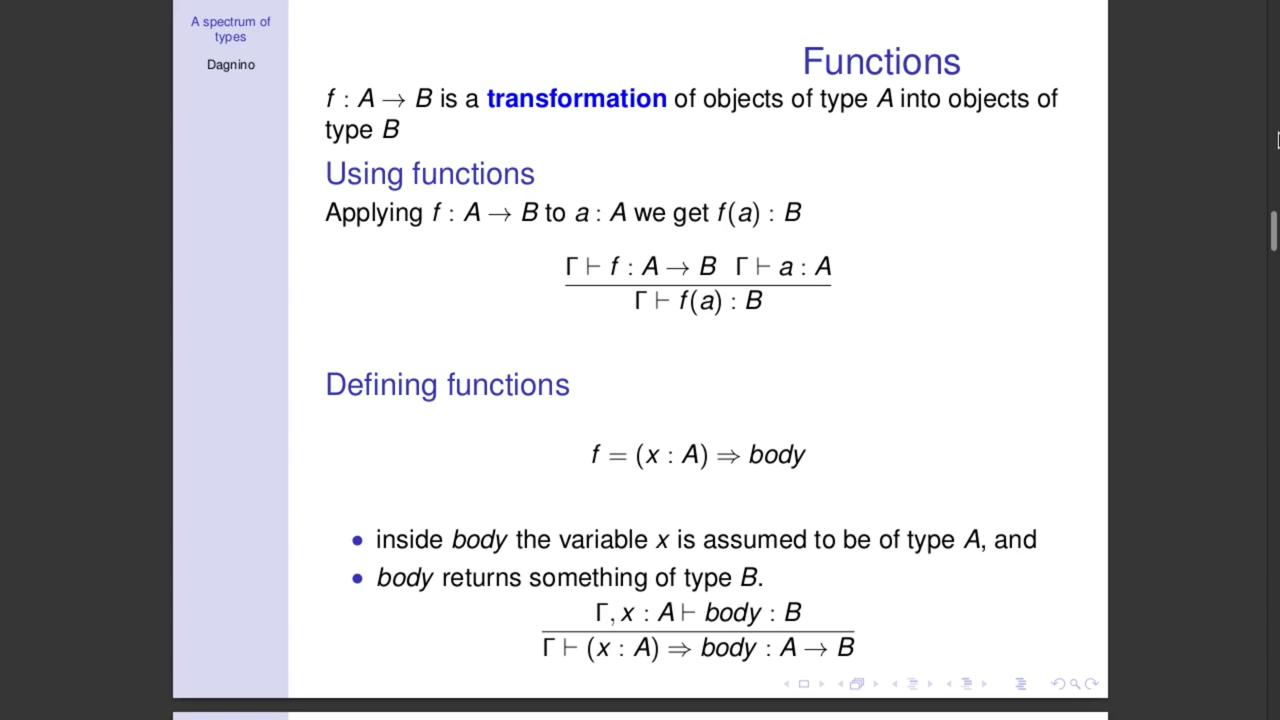 A spectrum of
types
Dagnino
Functions
f : A → B is a transformation of objects of type A into objects of
type B
Using functions
Applying f : A → B to a : A we get f(a) : B
Γ ⊢ f : A → B Γ ⊢ a : A
Γ ⊢ f(a) : B
Defining functions
f = (x : A) ⇒ body
• inside body the variable x is assumed to be of type A, and
• body returns something of type B.
Γ, x : A ⊢ body : B
Γ ⊢ (x : A) ⇒ body : A → B